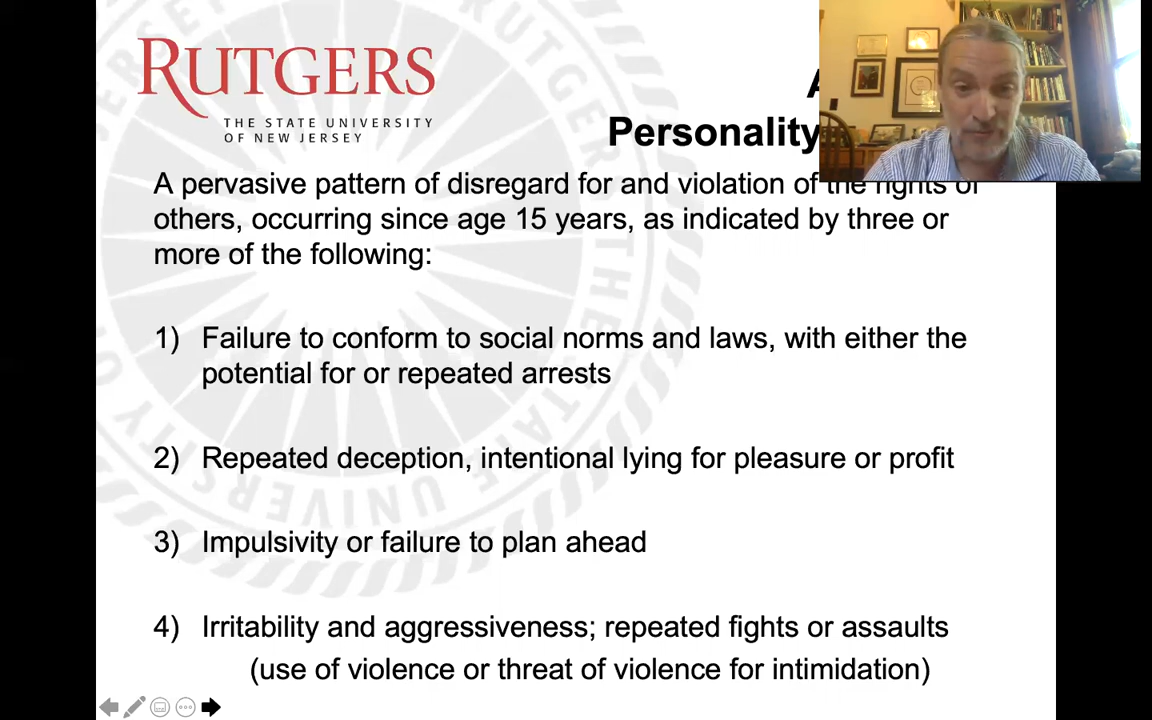 RUTGERS
THE STATE UNIVERSITY
OF NEW JERSEY
Personality
A pervasive pattern of disregard for and violation of the rights of
others, occurring since age 15 years, as indicated by three or
more of the following:
1) Failure to conform to social norms and laws, with either the
potential for or repeated arrests
2) Repeated deception, intentional lying for pleasure or profit
3) Impulsivity or failure to plan ahead
4) Irritability and aggressiveness; repeated fights or assaults
(use of violence or threat of violence for intimidation)